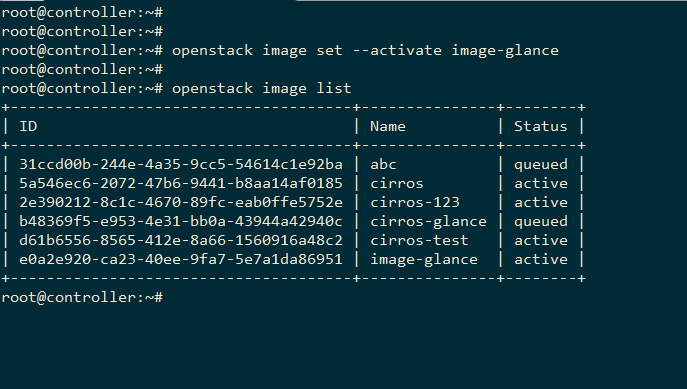 root@controller:~#
root@controller:~#
root@controller:~# openstack image set --activate image-glance
root@controller:~#
root@controller:~# openstack image list
+--------------------------------------+---------------+--------+
| ID                                   | Name          | Status |
+--------------------------------------+---------------+--------+
| 31ccd00b-244e-4a35-9cc5-54614c1e92ba | abc           | queued |
| 5a546ec6-2072-47b6-9441-b8aa14af0185 | cirros        | active |
| 2e390212-8c1c-4670-89fc-eab0ffe5752e | cirros-123    | active |
| b48369f5-e953-4e31-bb0a-43944a42940c | cirros-glance | queued |
| d61b6556-8565-412e-8a66-1560916a48c2 | cirros-test   | active |
| e0a2e920-ca23-40ee-9fa7-5e7a1da86951 | image-glance  | active |
+--------------------------------------+---------------+--------+
root@controller:~#